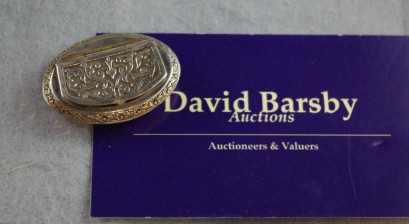 David Barsby
Auctions
Auctioneers & Valuers